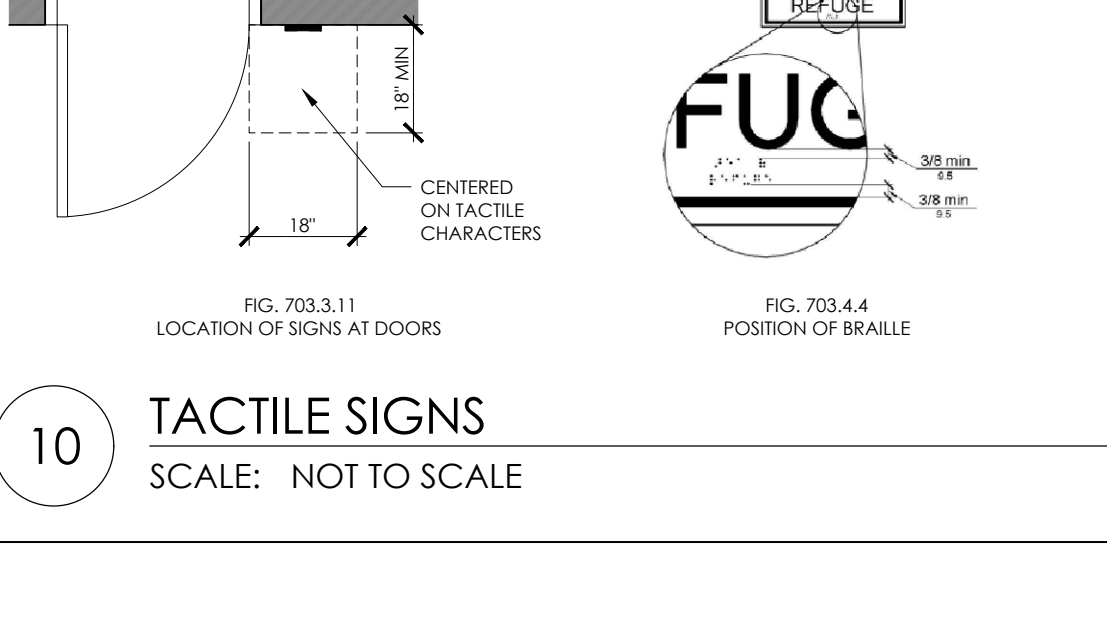 18" MIN
CENTERED
ON TACTILE
CHARACTERS
18"
FIG. 703.3.11
LOCATION OF SIGNS AT DOORS
REFUGE
FUG
3/8 min
9.5
3/8 min
9.5
FIG. 703.4.4
POSITION OF BRAILLE
10
TACTILE SIGNS
SCALE: NOT TO SCALE